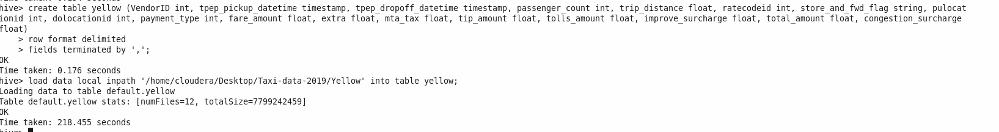 hive> create table yellow (VendorID int, tpep_pickup_datetime timestamp, tpep_dropoff_datetime timestamp, passenger_count int, trip_distance float, ratecodeid int, store_and_fwd_flag string, pulocat
ionid int, dolocationid int, payment_type int, fare_amount float, extra float, mta_tax float, tip_amount float, tolls_amount float, improve_surcharge float, total_amount float, congestion_surcharge
float)
    > row format delimited
    > fields terminated by ',';
OK
Time taken: 0.176 seconds
hive> load data local inpath '/home/cloudera/Desktop/Taxi-data-2019/Yellow' into table yellow;
Loading data to table default.yellow
Table default.yellow stats: [numFiles=12, totalSize=7799242459]
OK
Time taken: 218.455 seconds
hive>